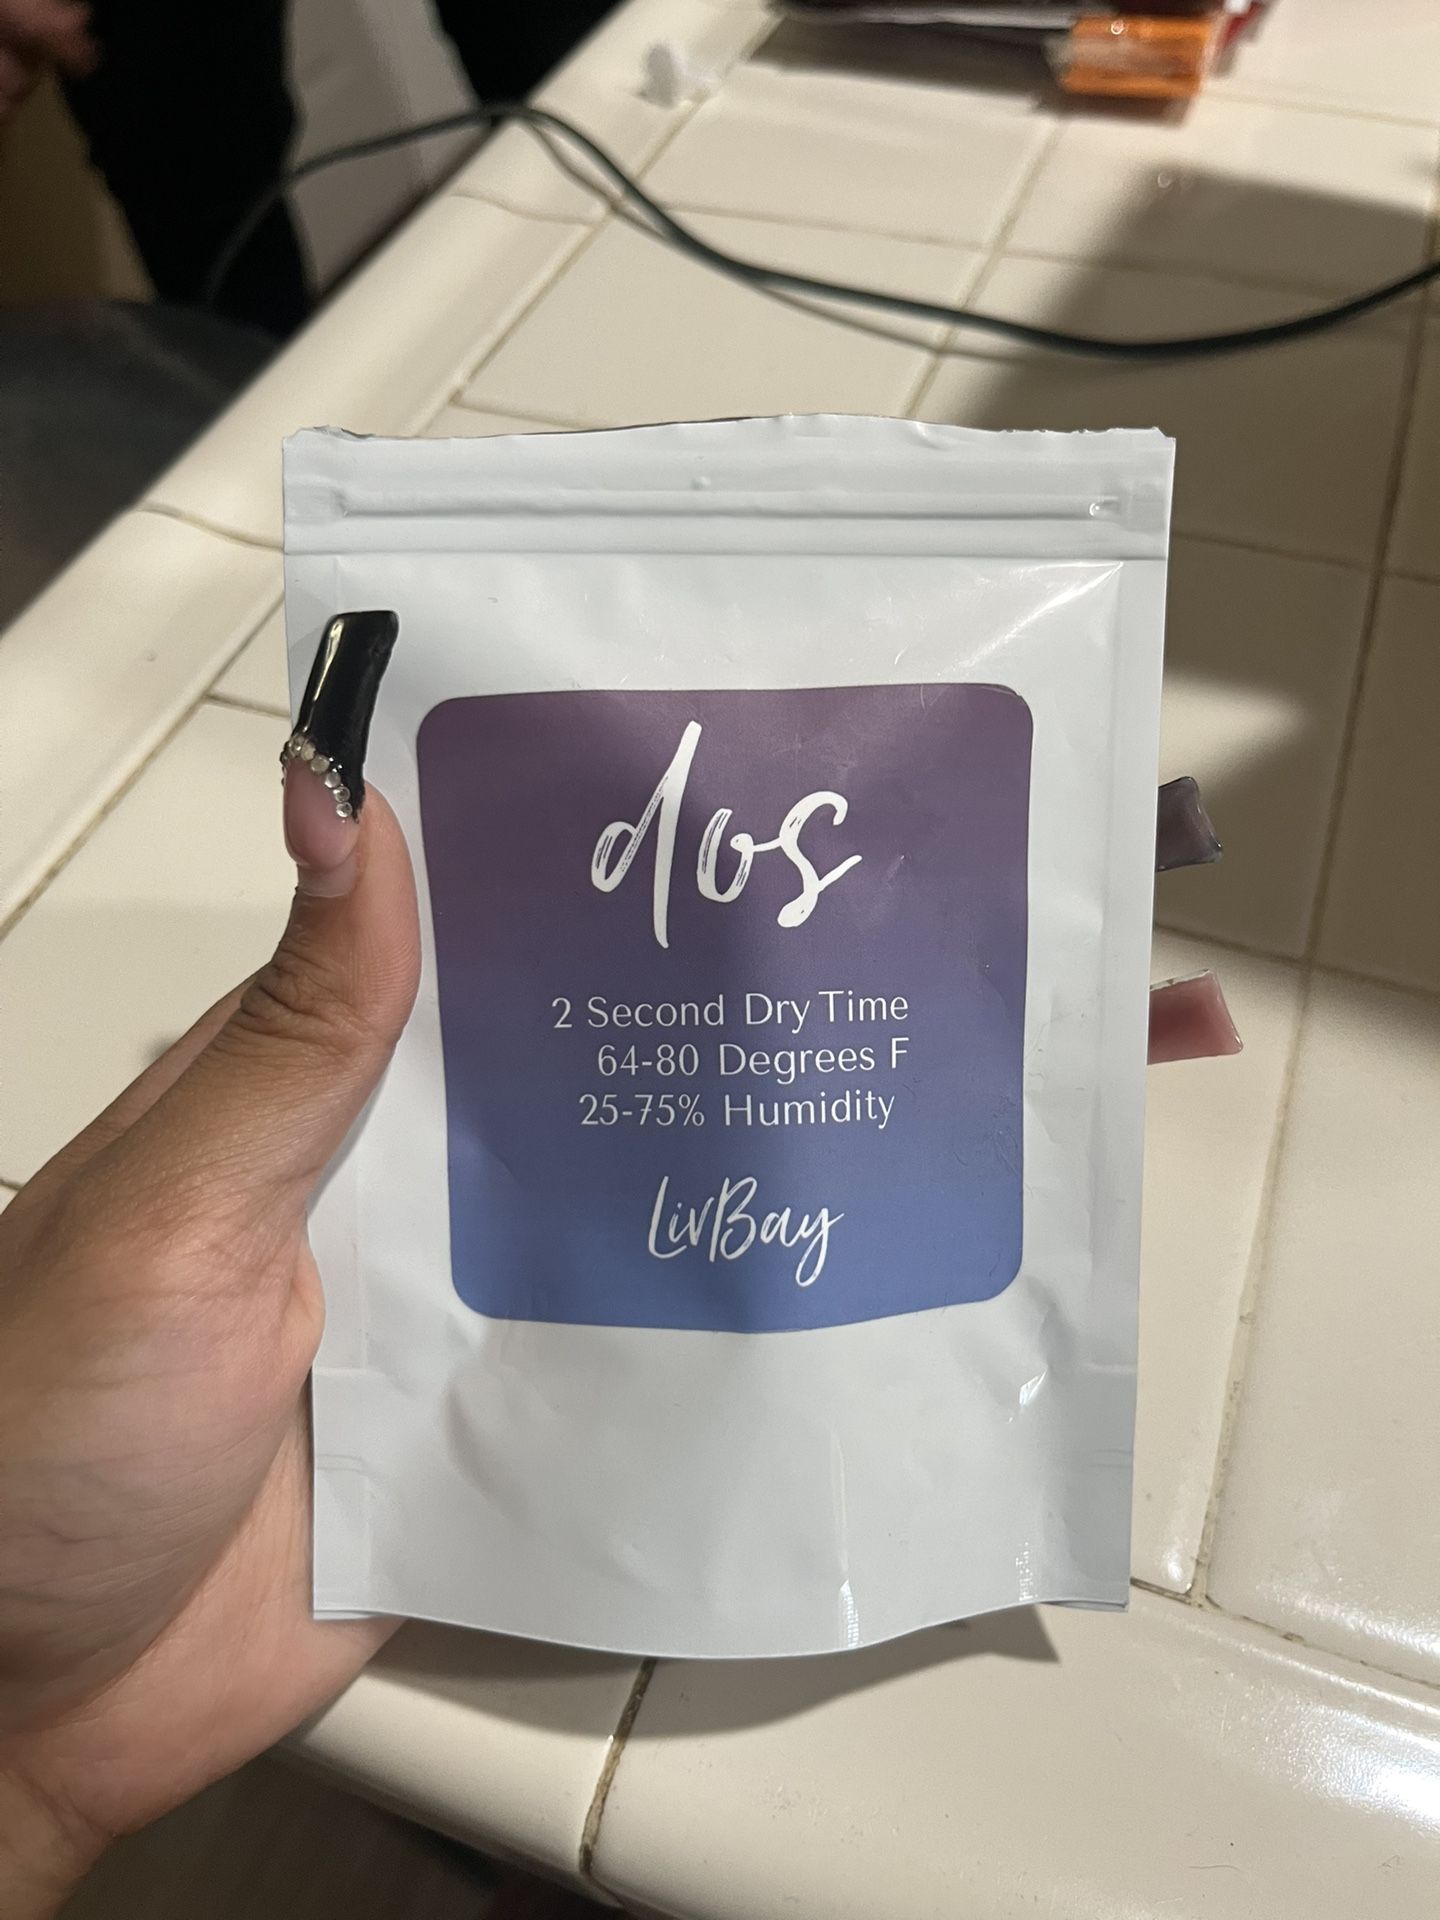 dos
2 Second Dry Time
64-80 Degrees F
25-75% Humidity
LivBay